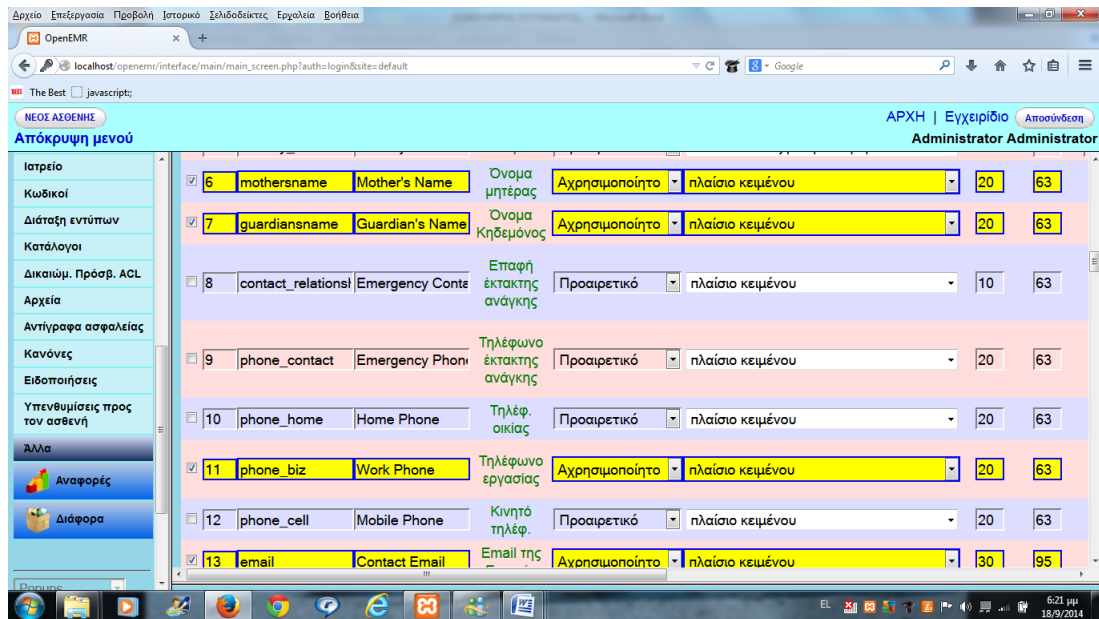 Αρχείο Επεξεργασία Προβολή Ιστορικό Σελιδοδείκτες Εργαλεία Βοήθεια
OpenEMR
localhost/openemr/interface/main/main_screen.php?auth=login&site=default
Google
The Best javascript:;
ΝΕΟΣ ΑΣΘΕΝΗΣ
ΑΡΧΗ | Εγχειρίδιο Αποσύνδεση
Απόκρυψη μενού
Administrator Administrator
Ιατρείο
Κωδικοί
Διάταξη εντύπων
Κατάλογοι
Δικαιώμ. Πρόσβ. ACL
Αρχεία
Αντίγραφα ασφαλείας
Κανόνες
Ειδοποιήσεις
Υπενθυμίσεις προς
τον ασθενή
Άλλα
Αναφορές
Διάφορα
Popups
6 mothersname Mother's Name Όνομα
μητέρας Αχρησιμοποίητο πλαίσιο κειμένου 20 63
7 guardiansname Guardian's Name Όνομα
Κηδεμόνος Αχρησιμοποίητο πλαίσιο κειμένου 20 63
8 contact_relationsh Emergency Conta Επαφή
έκτακτης Προαιρετικό πλαίσιο κειμένου 10 63
ανάγκης
9 phone_contact Emergency Phone Τηλέφωνο
έκτακτης Προαιρετικό πλαίσιο κειμένου 20 63
ανάγκης
10 phone_home Home Phone Τηλέφ.
οικίας Προαιρετικό πλαίσιο κειμένου 20 63
11 phone_biz Work Phone Τηλέφωνο
εργασίας Αχρησιμοποίητο πλαίσιο κειμένου 20 63
12 phone_cell Mobile Phone Κινητό
τηλέφ. Προαιρετικό πλαίσιο κειμένου 20 63
13 email Contact Email Email της
Αχρησιμοποίητο πλαίσιο κειμένου 30 95
EL
6:21 μμ
18/9/2014